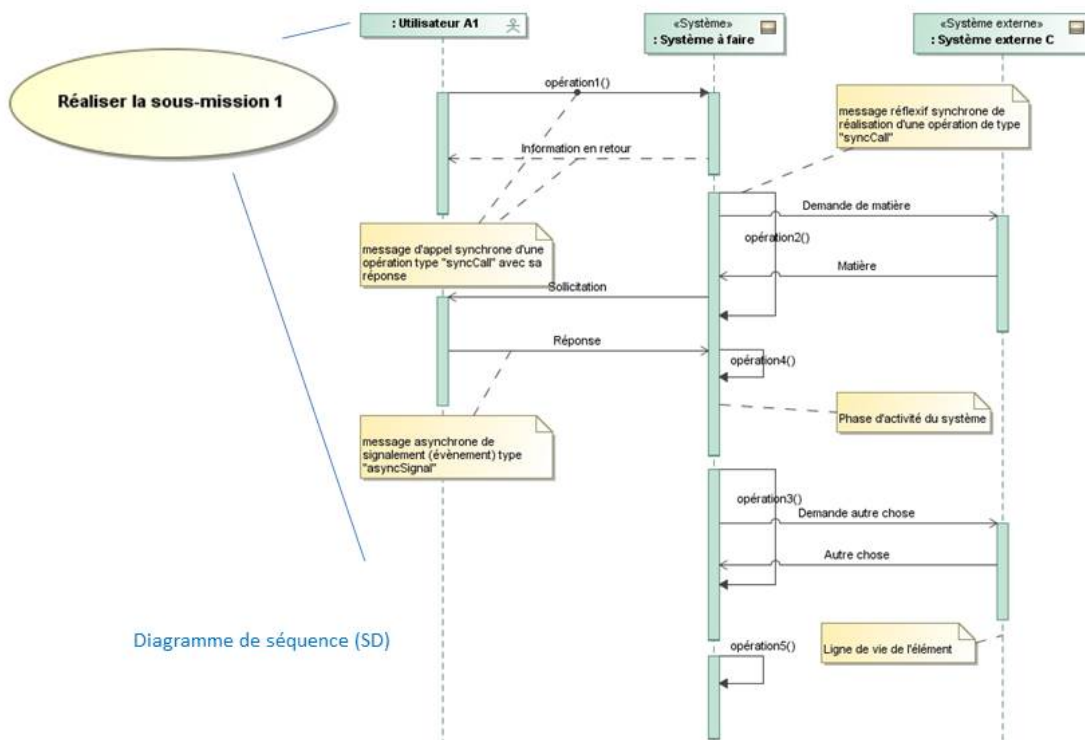 : Utilisateur A1
«Système»
: Système à faire
«Système externe»
: Système externe C
Réaliser la sous-mission 1
opération1()
message réflexif synchrone de
réalisation d'une opération de type
"syncCall"
Information en retour
Demande de matière
opération2()
message d'appel synchrone d'une
opération type "syncCall" avec sa
réponse
Matière
Sollicitation
Réponse
opération4()
Phase d'activité du système
message asynchrone de
signalement (évènement) type
"asyncSignal"
opération3()
Demande autre chose
Autre chose
Diagramme de séquence (SD)
Ligne de vie de l'élément
opération5()